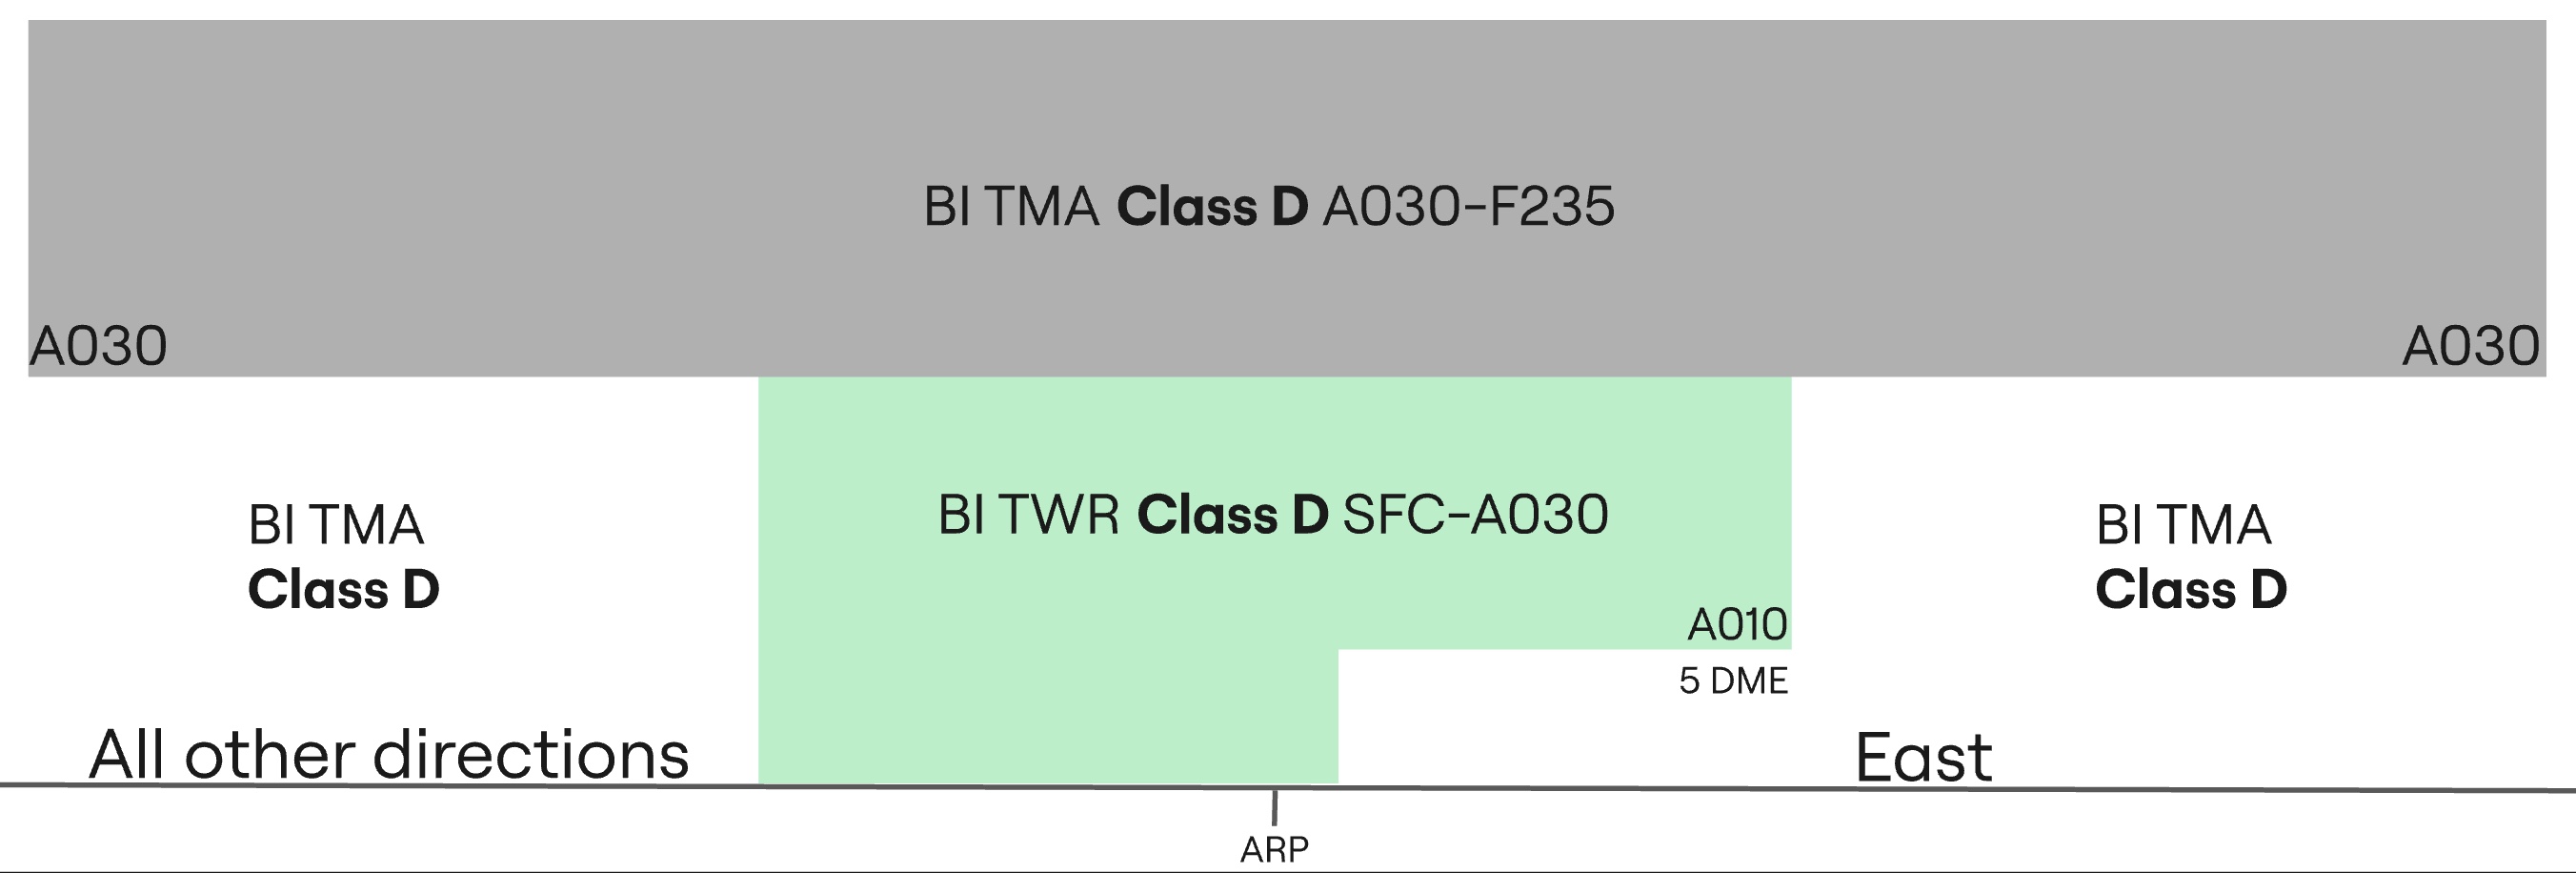 BI TMA Class D A030-F235
A030
A030
BI TWR Class D SFC-A030
BI TMA
Class D
BI TMA
Class D
A010
5 DME
All other directions
East
ARP